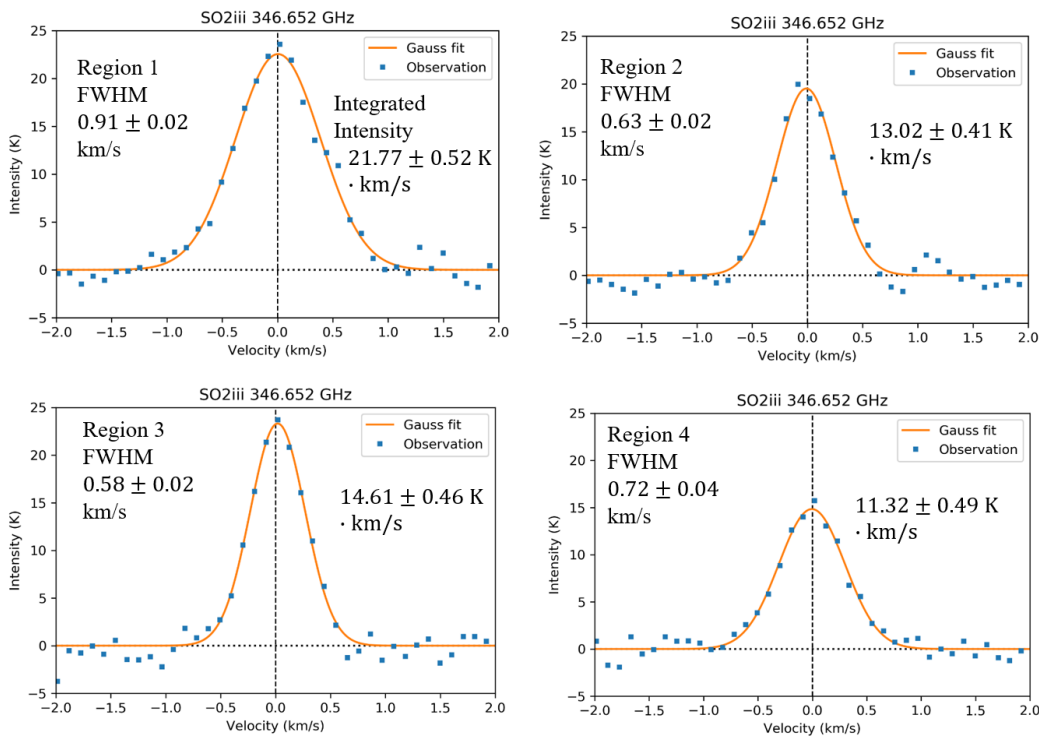 SO2iii 346.652 GHz
Region 1
FWHM
0.91 ± 0.02
km/s
Integrated
Intensity
21.77 ± 0.52 K
· km/s
Gauss fit
Observation
Intensity (K)
25
20
15
10
5
0
−5
−2.0 −1.5 −1.0 −0.5 0.0 0.5 1.0 1.5 2.0
Velocity (km/s)
SO2iii 346.652 GHz
Region 2
FWHM
0.63 ± 0.02
km/s
13.02 ± 0.41 K
· km/s
Gauss fit
Observation
Intensity (K)
25
20
15
10
5
0
−5
−2.0 −1.5 −1.0 −0.5 0.0 0.5 1.0 1.5 2.0
Velocity (km/s)
SO2iii 346.652 GHz
Region 3
FWHM
0.58 ± 0.02
km/s
14.61 ± 0.46 K
· km/s
Gauss fit
Observation
Intensity (K)
25
20
15
10
5
0
−5
−2.0 −1.5 −1.0 −0.5 0.0 0.5 1.0 1.5 2.0
Velocity (km/s)
SO2iii 346.652 GHz
Region 4
FWHM
0.72 ± 0.04
km/s
11.32 ± 0.49 K
· km/s
Gauss fit
Observation
Intensity (K)
25
20
15
10
5
0
−5
−2.0 −1.5 −1.0 −0.5 0.0 0.5 1.0 1.5 2.0
Velocity (km/s)